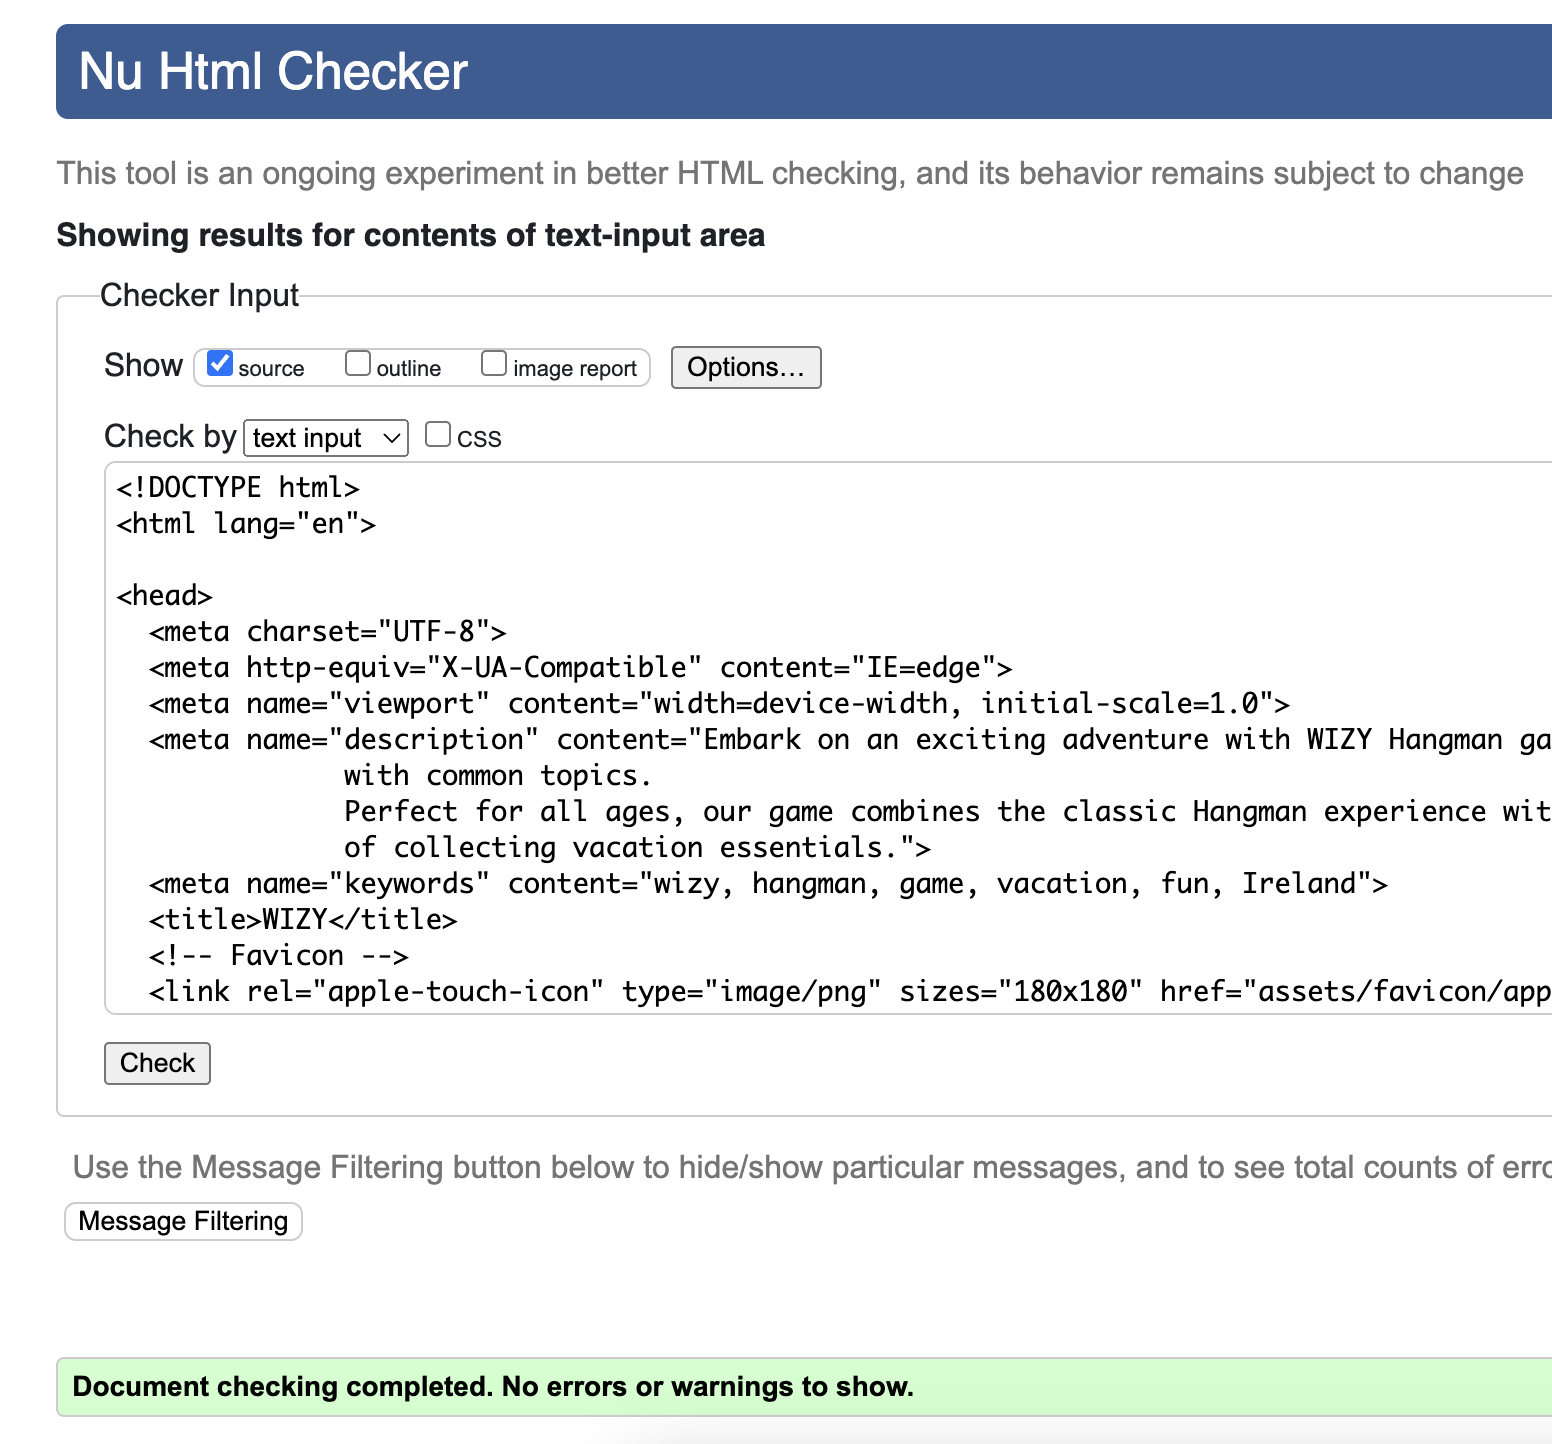 Nu Html Checker
This tool is an ongoing experiment in better HTML checking, and its behavior remains subject to change
Showing results for contents of text-input area
Checker Input
Show source outline image report Options...
Check by text input CSS
<!DOCTYPE html>
<html lang="en">
<head>
<meta charset="UTF-8">
<meta http-equiv="X-UA-Compatible" content="IE=edge">
<meta name="viewport" content="width=device-width, initial-scale=1.0">
<meta name="description" content="Embark on an exciting adventure with WIZY Hangman ga
with common topics.
Perfect for all ages, our game combines the classic Hangman experience wit
of collecting vacation essentials.">
<meta name="keywords" content="wizy, hangman, game, vacation, fun, Ireland">
<title>WIZY</title>
<!-- Favicon -->
<link rel="apple-touch-icon" type="image/png" sizes="180x180" href="assets/favicon/app
Check
Use the Message Filtering button below to hide/show particular messages, and to see total counts of erro
Message Filtering
Document checking completed. No errors or warnings to show.